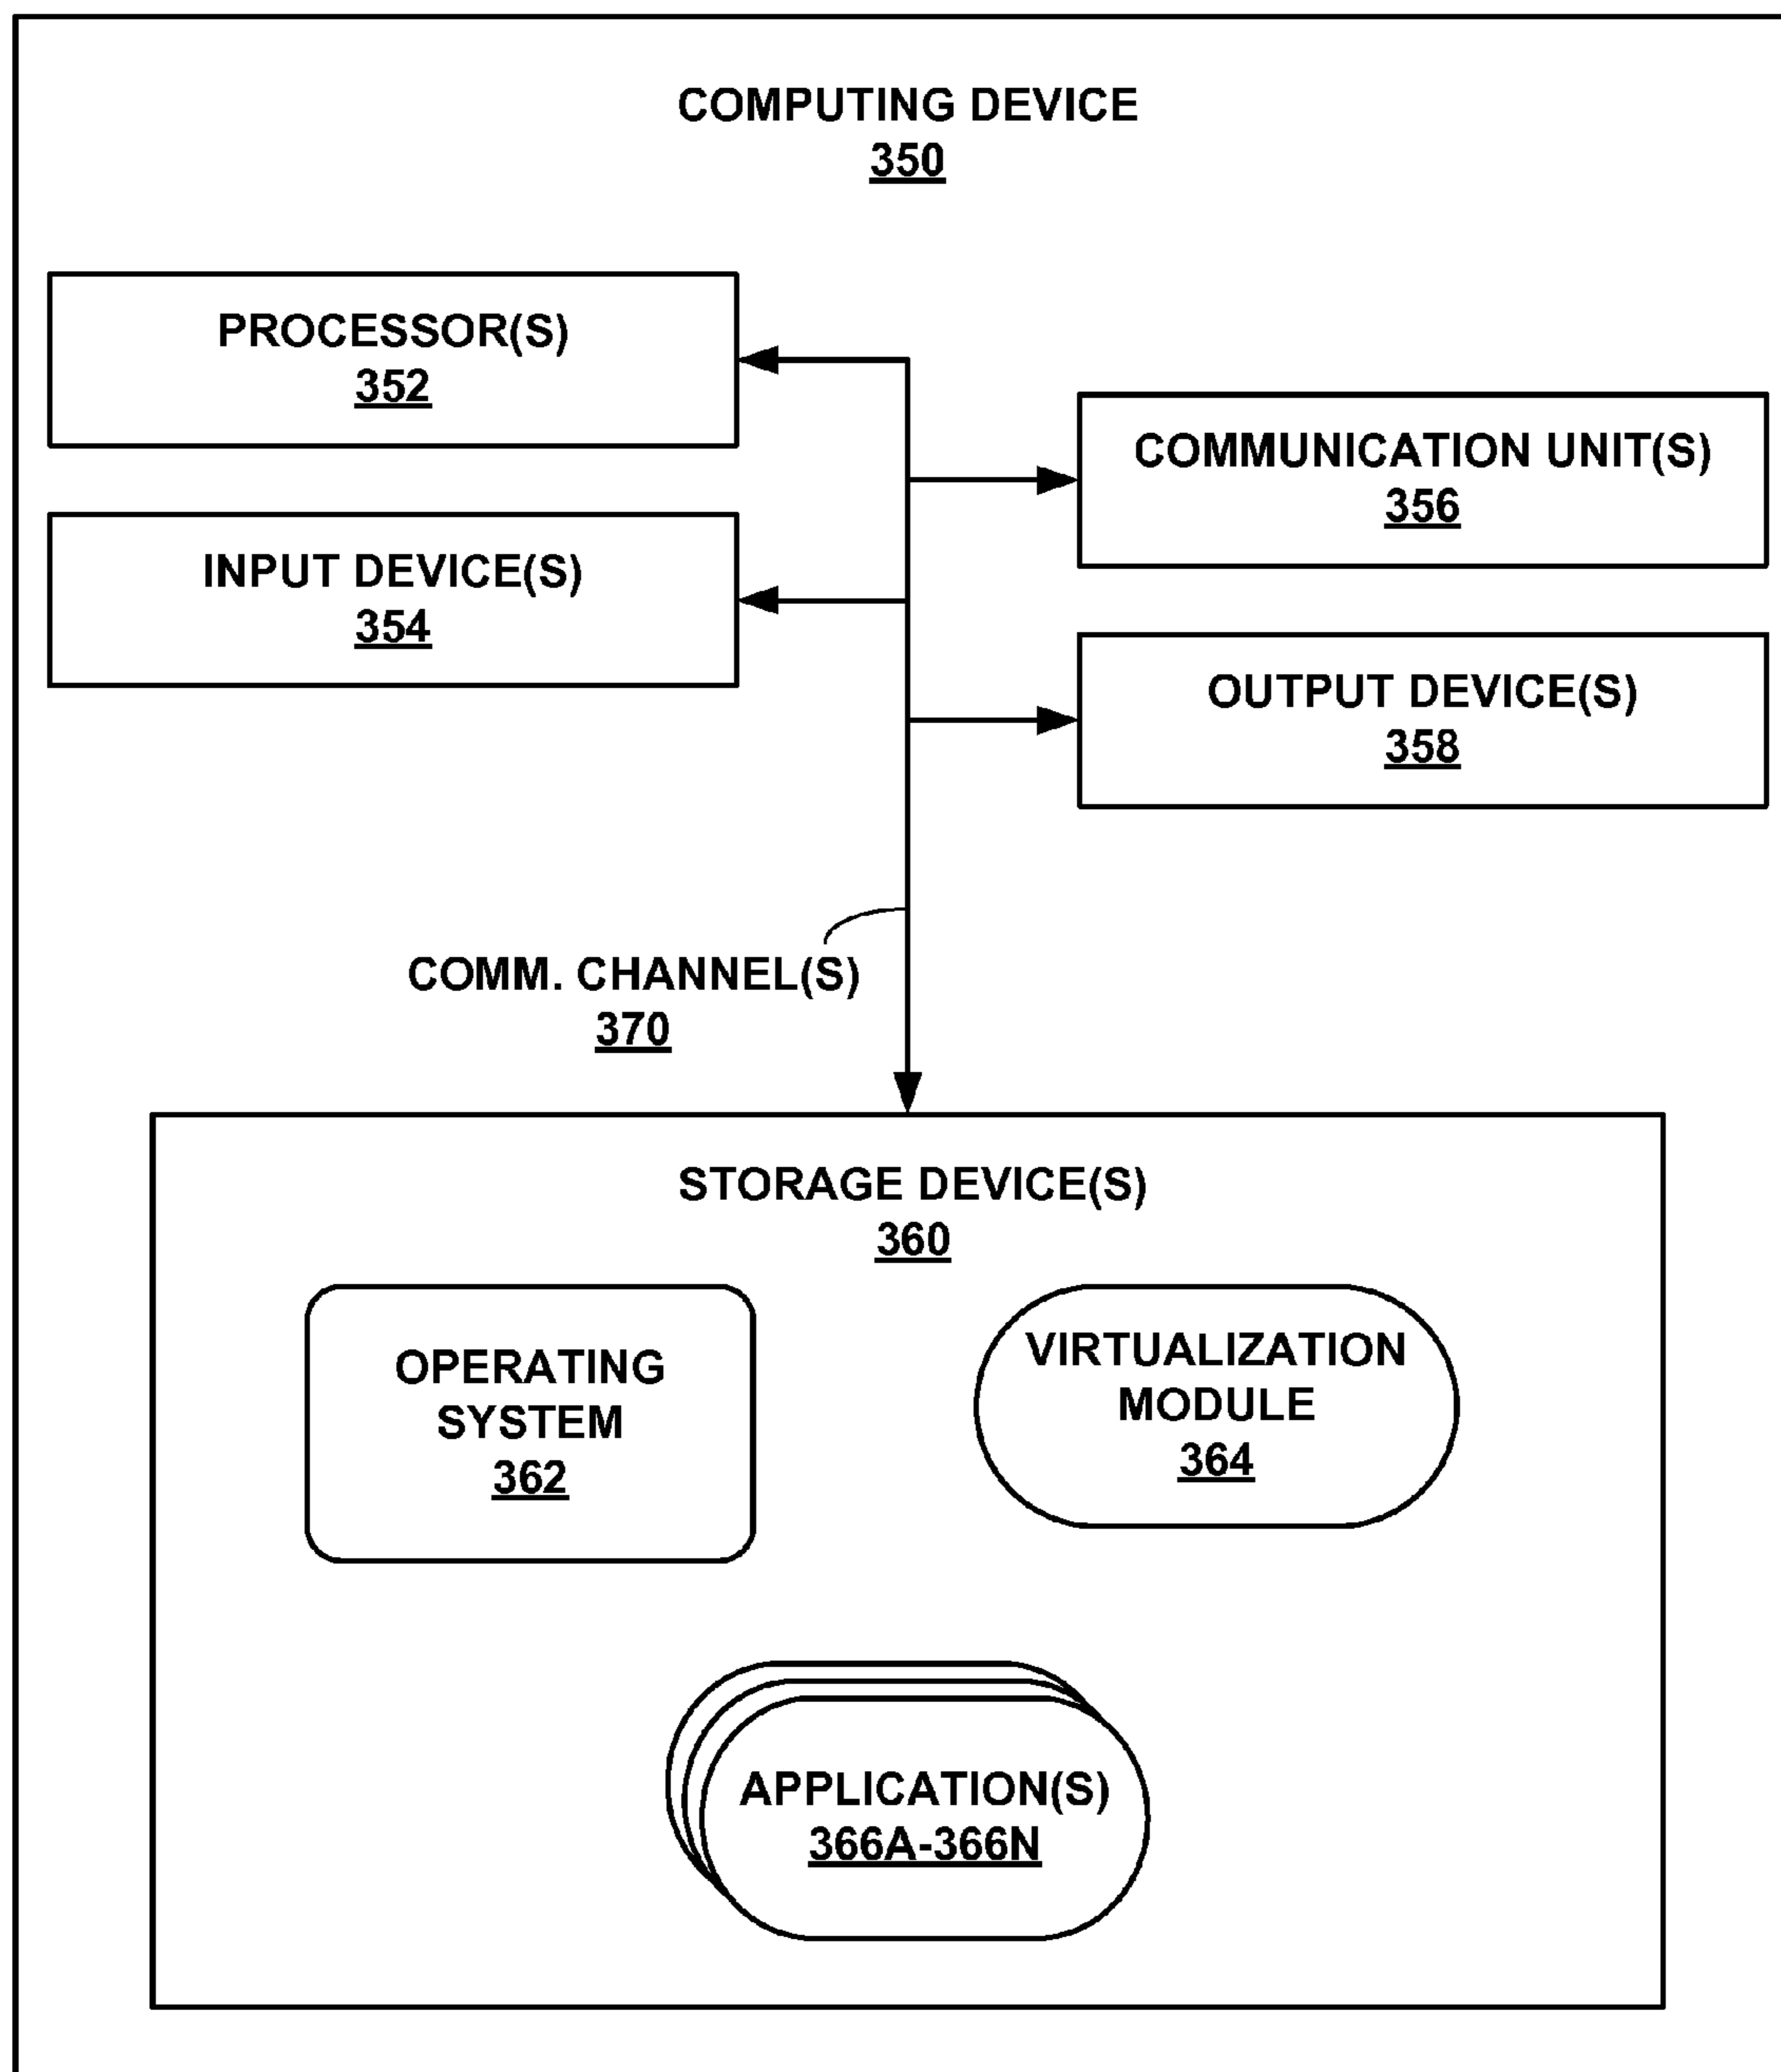 COMPUTING DEVICE
350
PROCESSOR(S)
352
COMMUNICATION UNIT(S)
356
INPUT DEVICE(S)
354
OUTPUT DEVICE(S)
358
COMM. CHANNEL(S)
370
STORAGE DEVICE(S)
360
OPERATING
SYSTEM
362
VIRTUALIZATION
MODULE
364
APPLICATION(S)
366A-366N